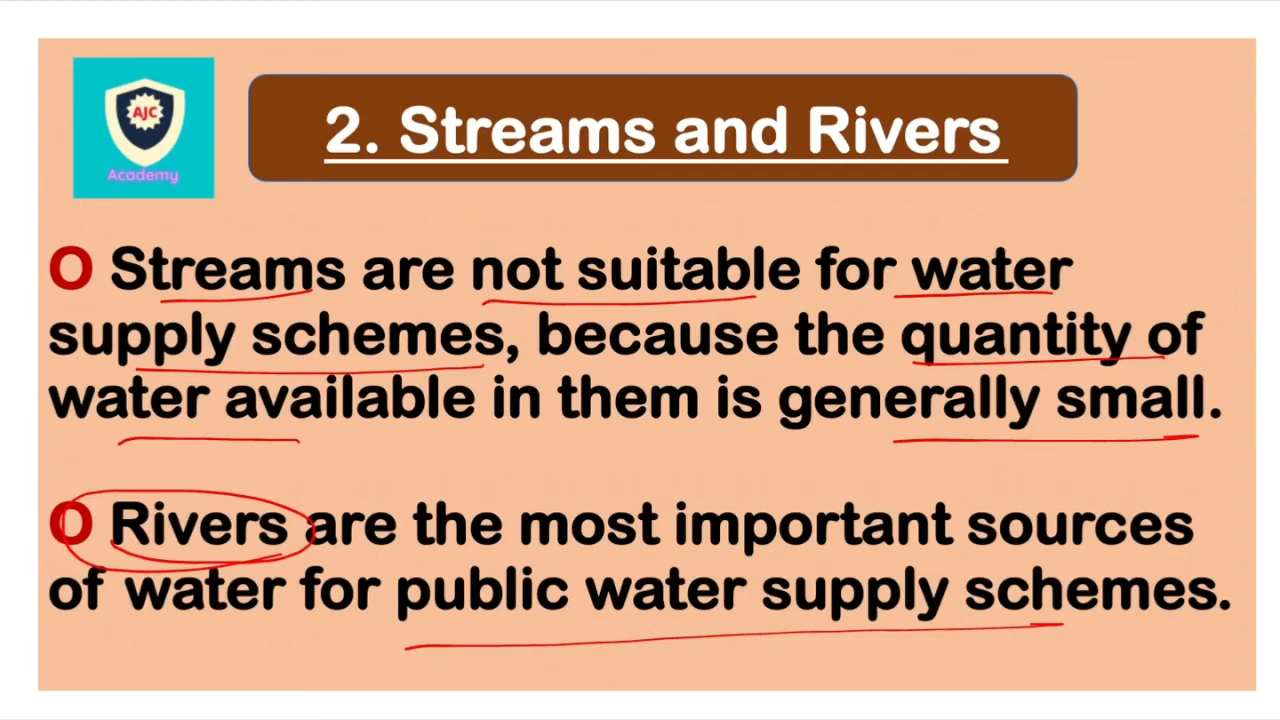 AJC
Academy
2. Streams and Rivers
O Streams are not suitable for water
supply schemes, because the quantity of
water available in them is generally small.
O Rivers are the most important sources
of water for public water supply schemes.